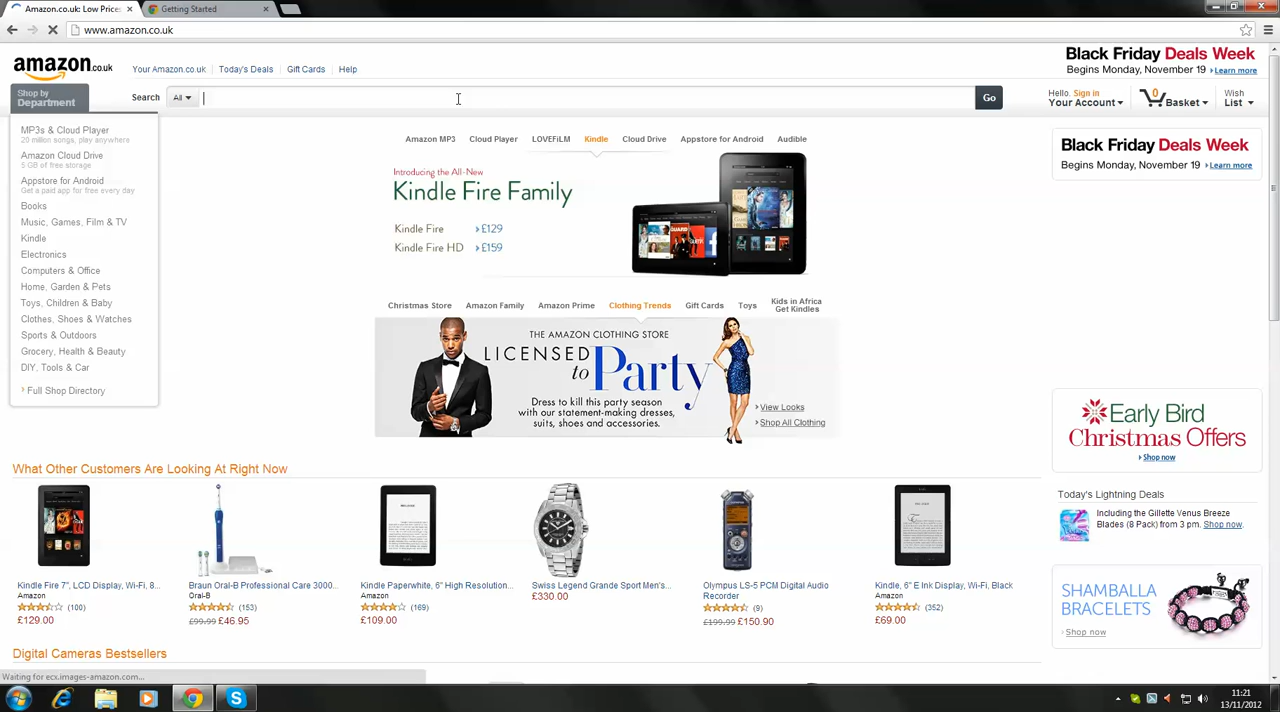 Amazon.co.uk: Low Prices
Getting Started
www.amazon.co.uk
amazon.co.uk
Your Amazon.co.uk
Today's Deals
Gift Cards
Help
Black Friday Deals Week
Begins Monday, November 19 Learn more
Shop by
Department
Search
All
Go
Hello. Sign in
Your Account
0
Basket
Wish
List
MP3s & Cloud Player
20 million songs, play anywhere
Amazon Cloud Drive
5 GB of free storage
Appstore for Android
Get a paid app for free every day
Books
Music, Games, Film & TV
Kindle
Electronics
Computers & Office
Home, Garden & Pets
Toys, Children & Baby
Clothes, Shoes & Watches
Sports & Outdoors
Grocery, Health & Beauty
DIY, Tools & Car
Full Shop Directory
Amazon MP3
Cloud Player
LOVEFiLM
Kindle
Cloud Drive
Appstore for Android
Audible
Introducing the All-New
Kindle Fire Family
Kindle Fire £129
Kindle Fire HD £159
Black Friday Deals Week
Begins Monday, November 19 Learn more
Christmas Store
Amazon Family
Amazon Prime
Clothing Trends
Gift Cards
Toys
Kids in Africa
Get Kindles
THE AMAZON CLOTHING STORE
LICENSED
to Party
Dress to kill this party season
with our statement-making dresses,
suits, shoes and accessories.
View Looks
Shop All Clothing
Early Bird
Christmas Offers
Shop now
What Other Customers Are Looking At Right Now
Kindle Fire 7", LCD Display, Wi-Fi, 8...
Amazon
(100)
£129.00
Braun Oral-B Professional Care 3000...
Oral-B
(153)
£99.99 £46.95
Kindle Paperwhite, 6" High Resolution...
Amazon
(169)
£109.00
Swiss Legend Grande Sport Men's...
£330.00
Olympus LS-5 PCM Digital Audio
Recorder
(9)
£199.99 £150.90
Kindle, 6" E Ink Display, Wi-Fi, Black
Amazon
(352)
£69.00
Today's Lightning Deals
Including the Gillette Venus Breeze
Blades (8 Pack) from 3 pm. Shop now.
SHAMBALLA
BRACELETS
Shop now
Digital Cameras Bestsellers
Waiting for ecx.images-amazon.com...
11:21
13/11/2012